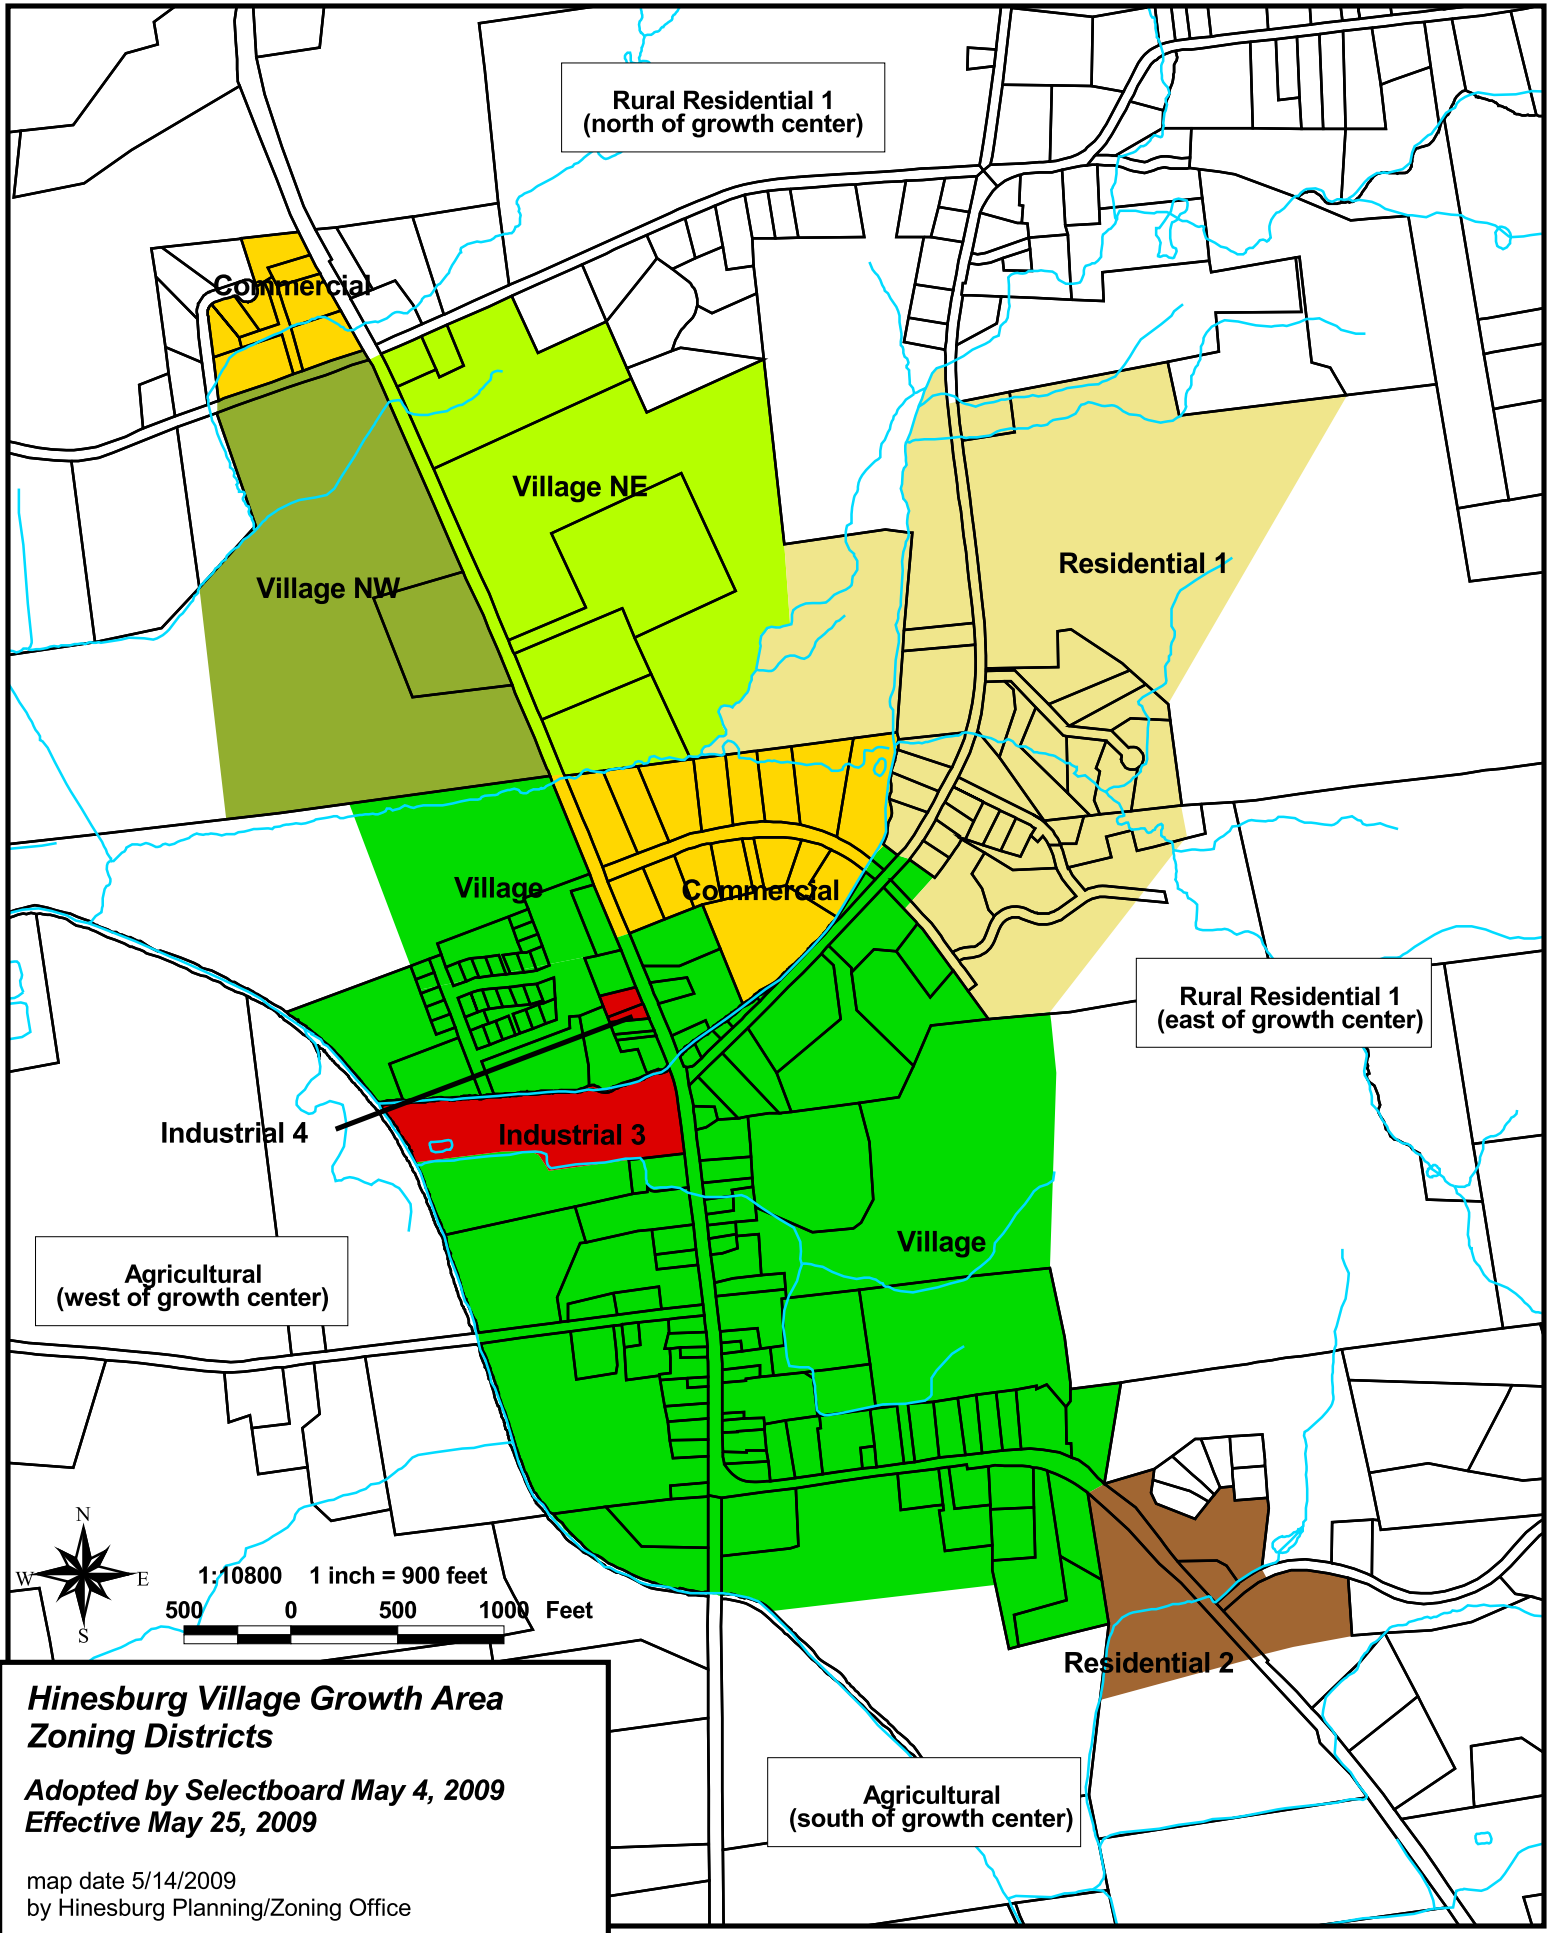 Rural Residential 1
(north of growth center)
Commercial
Village NE
Residential 1
Village NW
Village
Commercial
Rural Residential 1
(east of growth center)
Industrial 4
Industrial 3
Village
Agricultural
(west of growth center)
N
W E
S
1:10800 1 inch = 900 feet
500 0 500 1000 Feet
Residential 2
Hinesburg Village Growth Area
Zoning Districts
Adopted by Selectboard May 4, 2009
Effective May 25, 2009
map date 5/14/2009
by Hinesburg Planning/Zoning Office
Agricultural
(south of growth center)